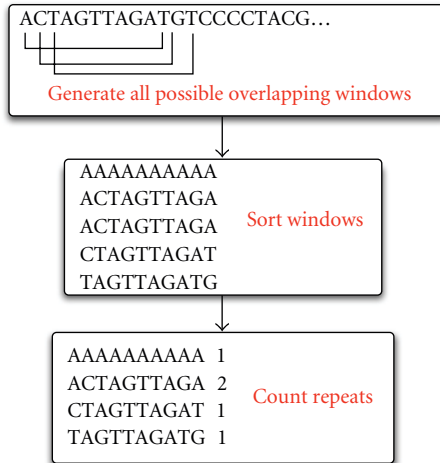 ACTAGTTAGATGTCCCCTACG...
Generate all possible overlapping windows
AAAAAAAAAA
ACTAGTTAGA
ACTAGTTAGA
CTAGTTAGAT
TAGTTAGATG
Sort windows
AAAAAAAAAA 1
ACTAGTTAGA 2
CTAGTTAGAT 1
TAGTTAGATG 1
Count repeats